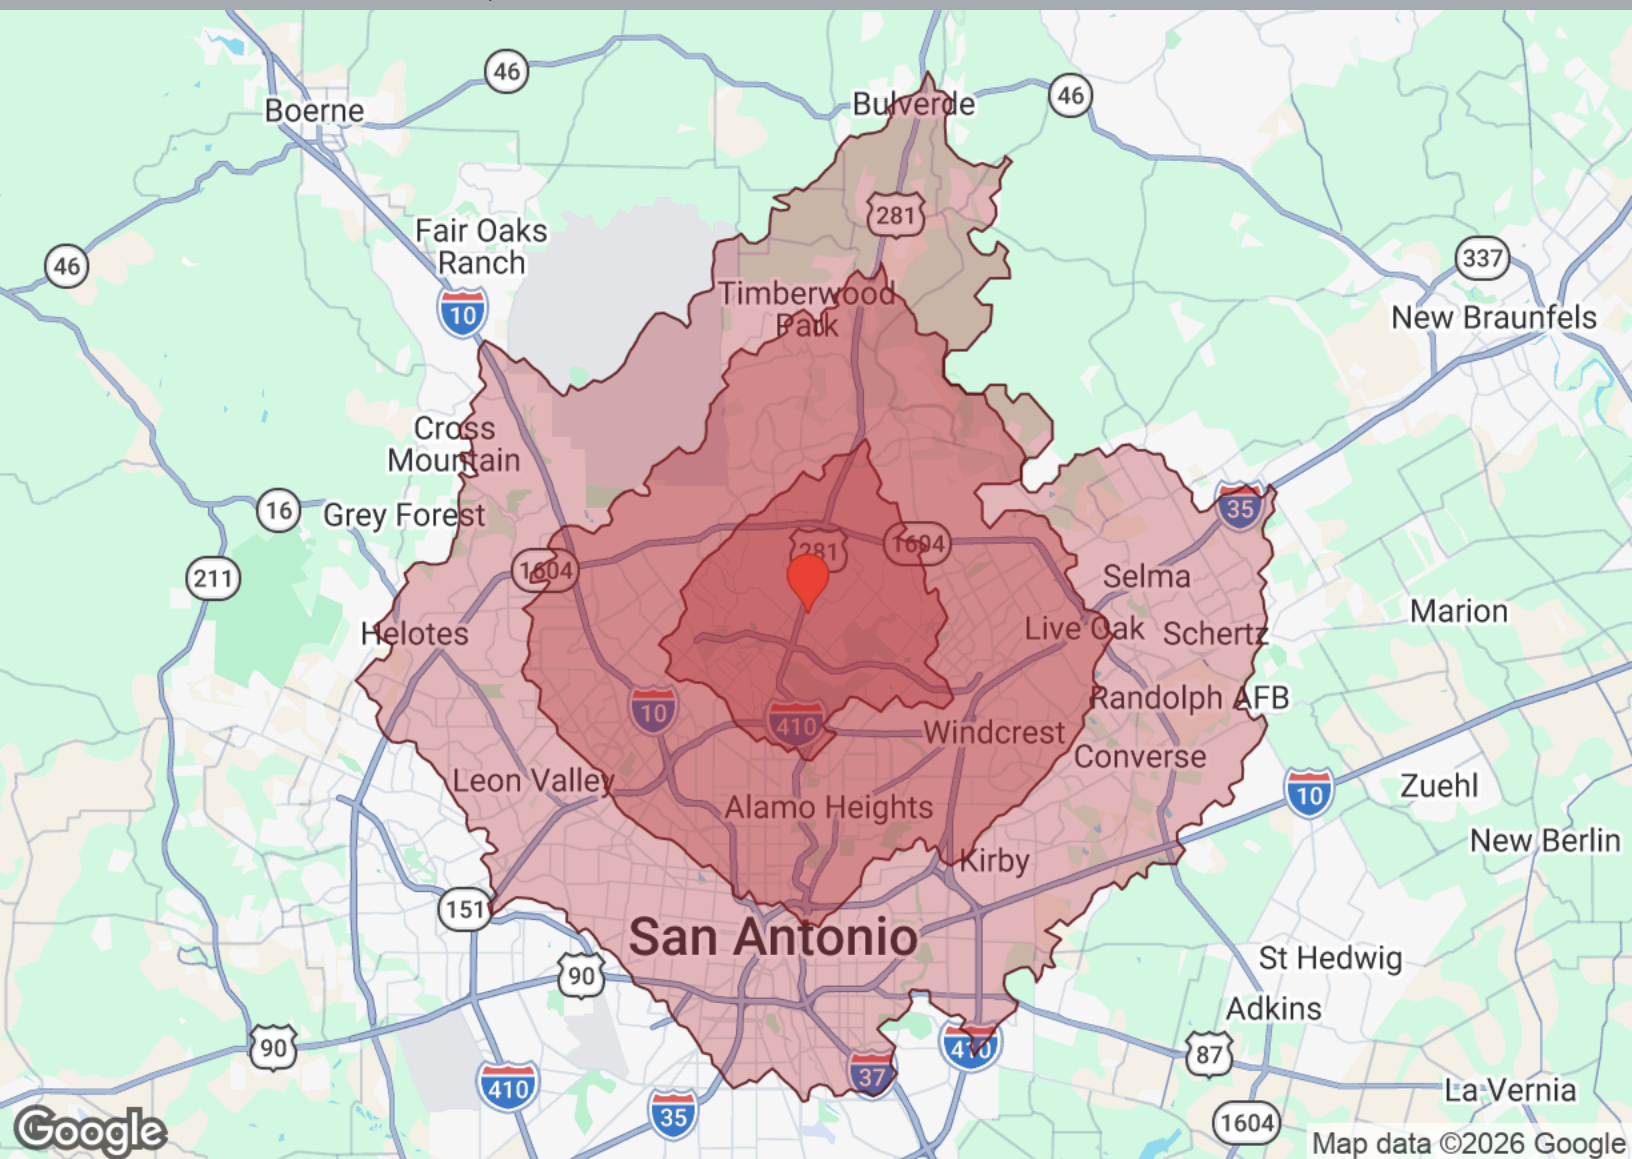 46
Boerne
Bulverde
46
281
Fair Oaks
Ranch
46
337
10
Timberwood
Park
New Braunfels
Cross
Mountain
16
Grey Forest
35
281
1604
1604
211
Selma
Marion
Helotes
Live Oak
Schertz
10
410
Randolph AFB
Windcrest
Converse
Leon Valley
10
Zuehl
Alamo Heights
New Berlin
Kirby
151
San Antonio
90
St Hedwig
Adkins
90
410
87
37
410
La Vernia
35
1604
Google
Map data ©2026 Google